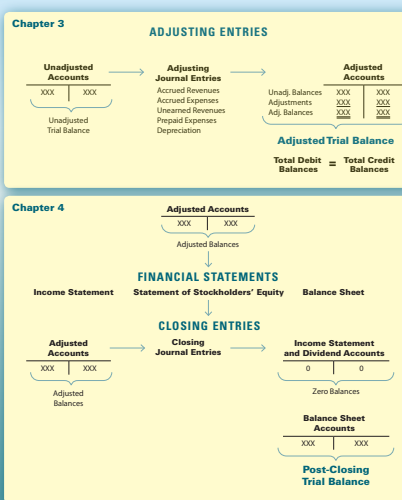 Chapter 3
ADJUSTING ENTRIES
Unadjusted
Accounts
XXX XXX
Unadjusted
Trial Balance
Adjusting
Journal Entries
Accrued Revenues
Accrued Expenses
Unearned Revenues
Prepaid Expenses
Depreciation
Adjusted
Accounts
Unadj. Balances XXX XXX
Adjustments XXX XXX
Adj. Balances XXX XXX
Adjusted Trial Balance
Total Debit = Total Credit
Balances Balances
Chapter 4
Adjusted Accounts
XXX XXX
Adjusted Balances
FINANCIAL STATEMENTS
Income Statement Statement of Stockholders' Equity Balance Sheet
CLOSING ENTRIES
Adjusted
Accounts
XXX XXX
Adjusted
Balances
Closing
Journal Entries
Income Statement
and Dividend Accounts
0 0
Zero Balances
Balance Sheet
Accounts
XXX XXX
Post-Closing
Trial Balance